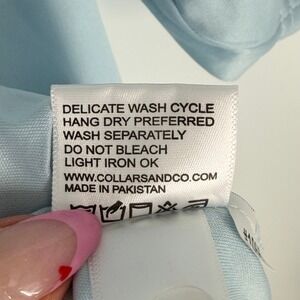 DELICATE WASH CYCLE
HANG DRY PREFERRED
WASH SEPARATELY
DO NOT BLEACH
LIGHT IRON OK
WWW.COLLARSANDCO.COM
MADE IN PAKISTAN